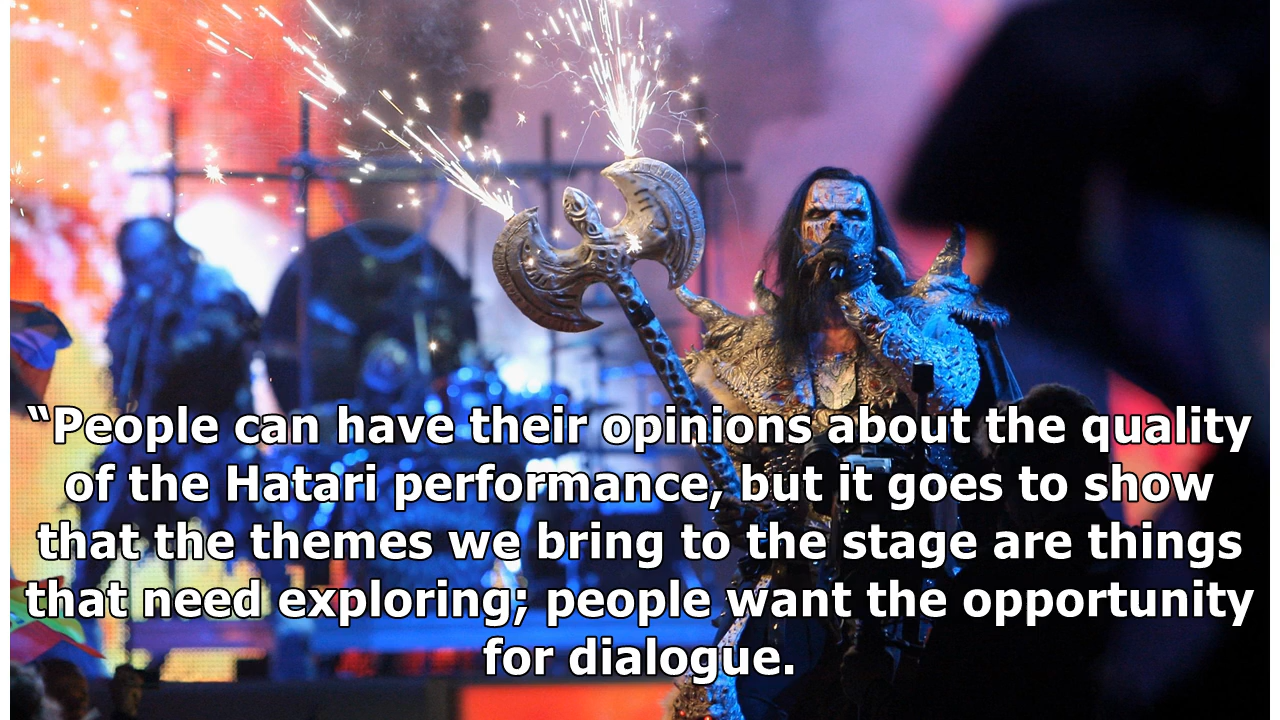 “People can have their opinions about the quality
of the Hatari performance, but it goes to show
that the themes we bring to the stage are things
that need exploring; people want the opportunity
for dialogue.